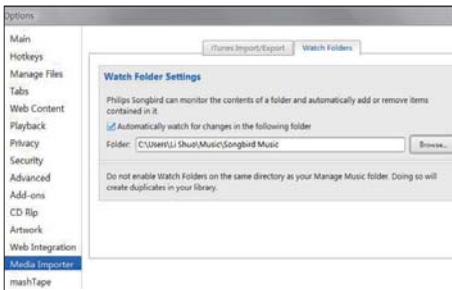 Options
Main
Hotkeys
Manage Files
Tabs
Web Content
Playback
Privacy
Security
Advanced
Add-ons
CD Rip
Artwork
Web Integration
Media Importer
mashTape
iTunes Import/Export
Watch Folders
Watch Folder Settings
Philips Songbird can monitor the contents of a folder and automatically add or remove items
contained in it.
Automatically watch for changes in the following folder
Folder: C:\Users\Li Shuo\Music\Songbird Music
Browse...
Do not enable Watch Folders on the same directory as your Manage Music folder. Doing so will
create duplicates in your library.